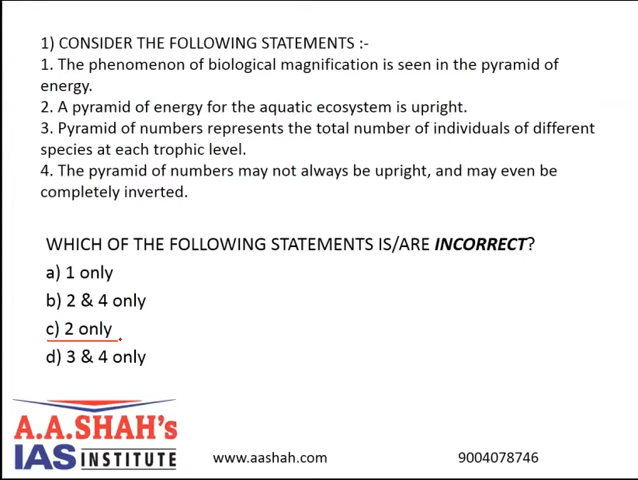 1) CONSIDER THE FOLLOWING STATEMENTS :-
1. The phenomenon of biological magnification is seen in the pyramid of
energy.
2. A pyramid of energy for the aquatic ecosystem is upright.
3. Pyramid of numbers represents the total number of individuals of different
species at each trophic level.
4. The pyramid of numbers may not always be upright, and may even be
completely inverted.
WHICH OF THE FOLLOWING STATEMENTS IS/ARE INCORRECT?
a) 1 only
b) 2 & 4 only
c) 2 only
d) 3 & 4 only
A.A.SHAH's
IAS INSTITUTE
www.aashah.com
9004078746